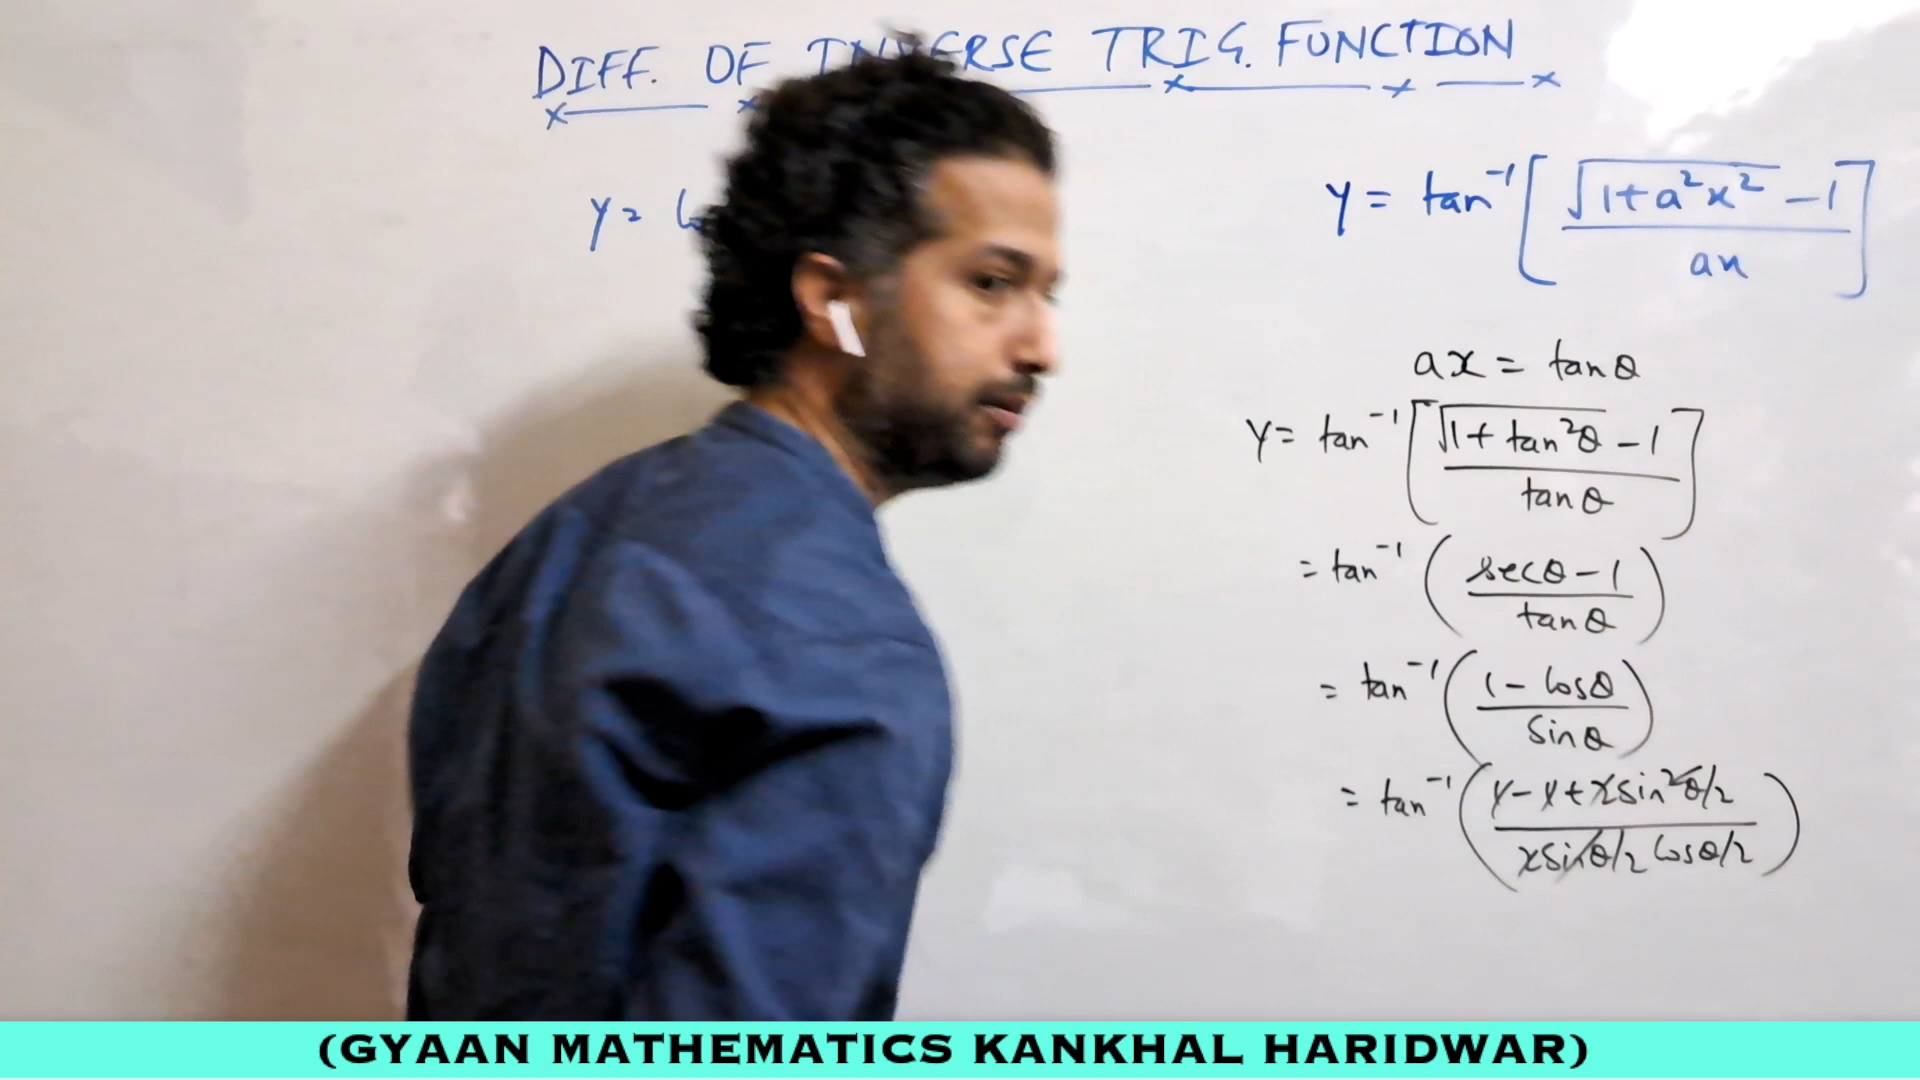 DIFF. OF INVERSE TRIG. FUNCTION
y =
y = tan⁻¹[(√(1+a²x²) - 1)/ax]
ax = tanθ
y = tan⁻¹[(√(1+tan²θ) - 1)/tanθ]
= tan⁻¹((secθ - 1)/tanθ)
= tan⁻¹((1 - cosθ)/sinθ)
= tan⁻¹((1 - 1 + 2sin²θ/2)/(2sinθ/2 cosθ/2))
(GYAAN MATHEMATICS KANKHAL HARIDWAR)